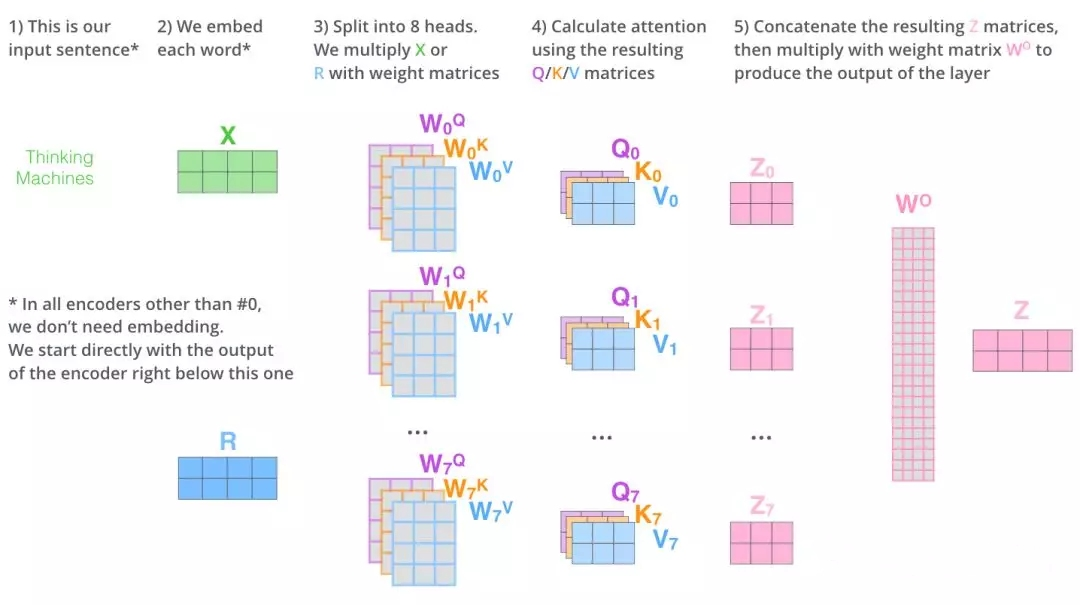 1) This is our
input sentence*
2) We embed
each word*
3) Split into 8 heads.
We multiply X or
R with weight matrices
4) Calculate attention
using the resulting
Q/K/V matrices
5) Concatenate the resulting Z matrices,
then multiply with weight matrix Wᴼ to
produce the output of the layer
Thinking
Machines
X
W₀Q
W₀K
W₀V
Q₀
K₀
V₀
Z₀
Wᴼ
* In all encoders other than #0,
we don’t need embedding.
We start directly with the output
of the encoder right below this one
W₁Q
W₁K
W₁V
Q₁
K₁
V₁
Z₁
Z
...
...
...
R
W₇Q
W₇K
W₇V
Q₇
K₇
V₇
Z₇